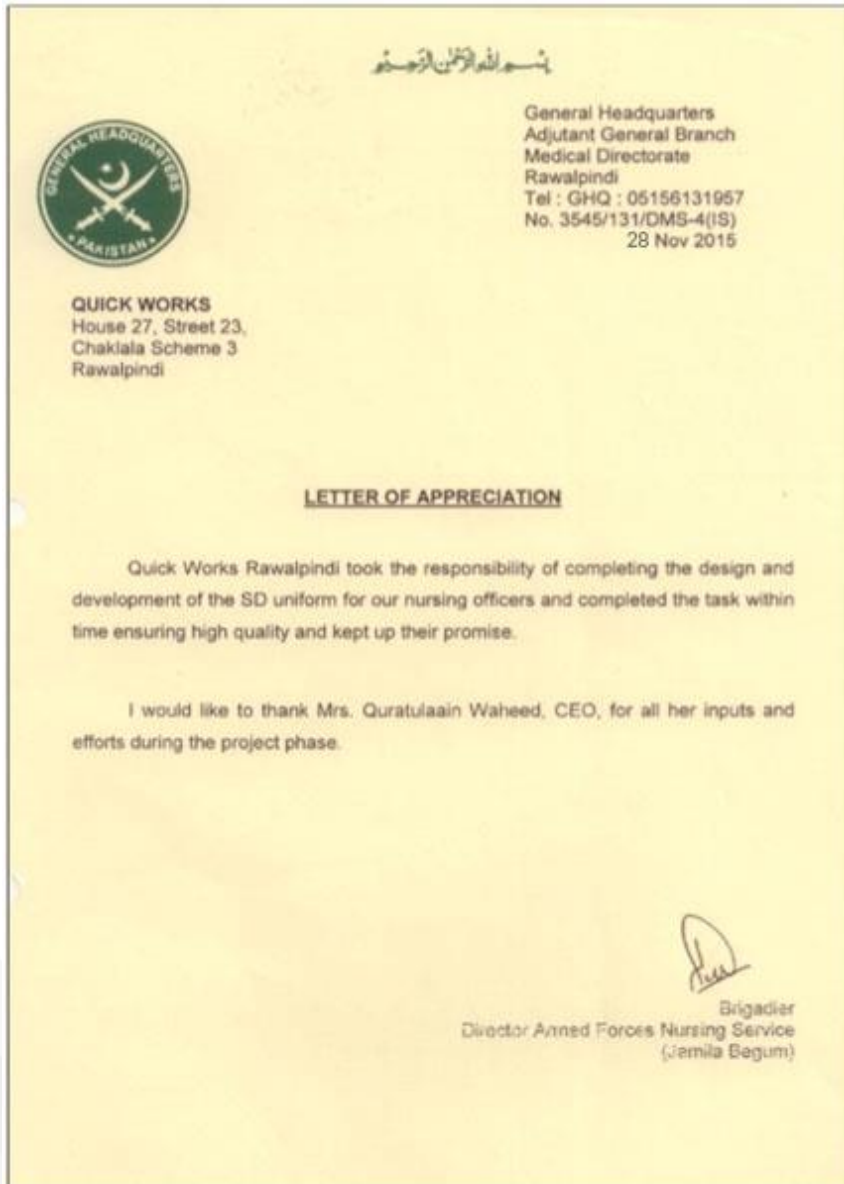 بسم الله الرحمن الرحيم
General Headquarters
Adjutant General Branch
Medical Directorate
Rawalpindi
Tel : GHQ : 05156131957
No. 3545/131/DMS-4(IS)
28 Nov 2015
GENERAL HEADQUARTERS
PAKISTAN
QUICK WORKS
House 27, Street 23,
Chaklala Scheme 3
Rawalpindi
LETTER OF APPRECIATION
Quick Works Rawalpindi took the responsibility of completing the design and
development of the SD uniform for our nursing officers and completed the task within
time ensuring high quality and kept up their promise.
I would like to thank Mrs. Quratulaain Waheed, CEO, for all her inputs and
efforts during the project phase.
Brigadier
Director Armed Forces Nursing Service
(Jamila Begum)